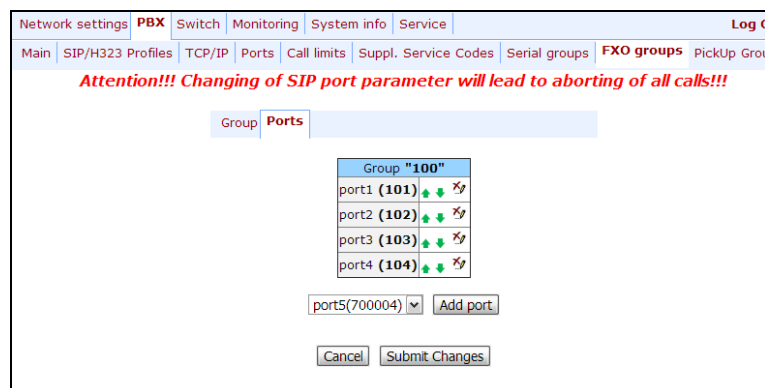 Network settings PBX Switch Monitoring System info Service Log
Main SIP/H323 Profiles TCP/IP Ports Call limits Suppl. Service Codes Serial groups FXO groups PickUp
Attention!!! Changing of SIP port parameter will lead to aborting of all calls!!!
Group Ports
Group "100"
port1 (101)
port2 (102)
port3 (103)
port4 (104)
port5(700004) Add port
Cancel Submit Changes